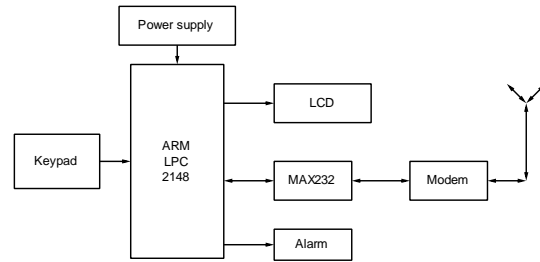 Power supply
LCD
ARM
LPC
2148
Keypad
MAX232
Modem
Alarm